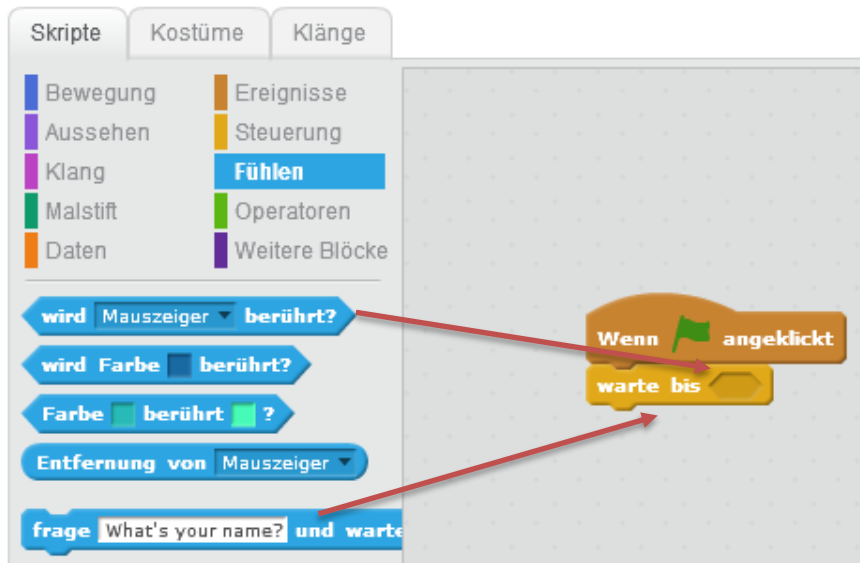 Skripte Kostüme Klänge
Bewegung Ereignisse
Aussehen Steuerung
Klang Fühlen
Malstift Operatoren
Daten Weitere Blöcke
wird Mauszeiger berührt?
wird Farbe berührt?
Farbe berührt ?
Entfernung von Mauszeiger
frage What's your name? und warte
Wenn angeklickt
warte bis